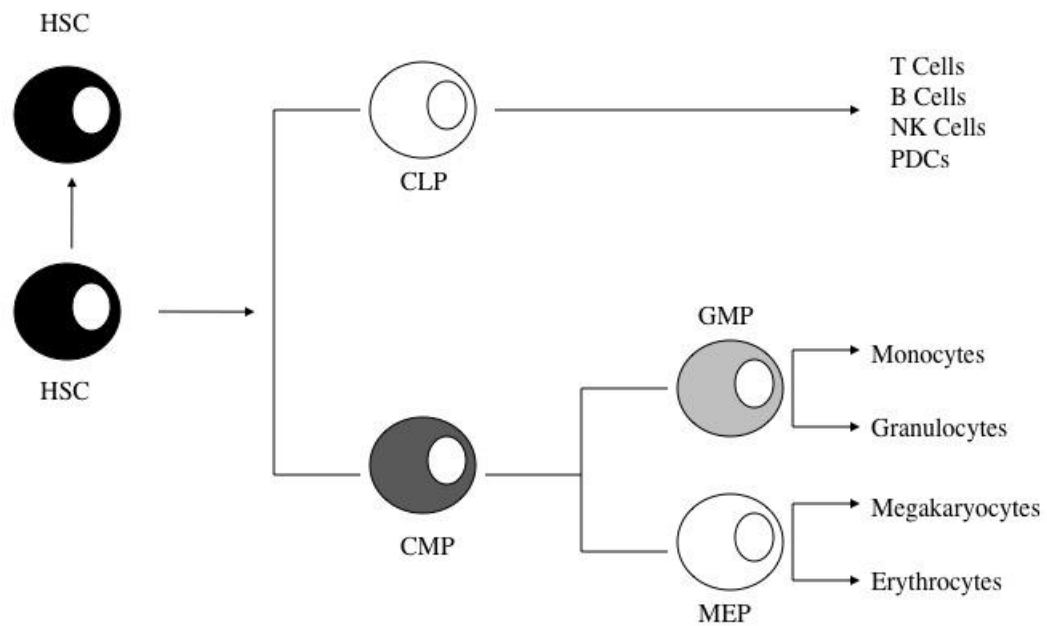 HSC
HSC
CLP
T Cells
B Cells
NK Cells
PDCs
CMP
GMP
Monocytes
Granulocytes
MEP
Megakaryocytes
Erythrocytes